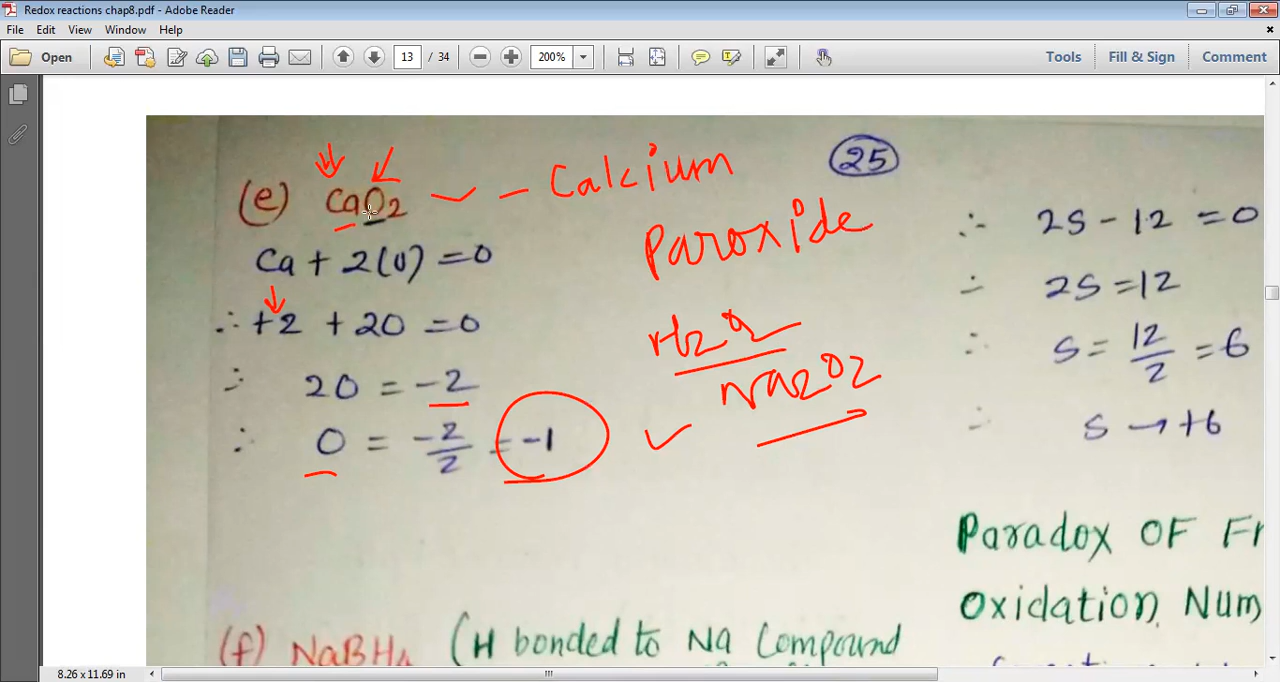 Redox reactions chap8.pdf - Adobe Reader
File Edit View Window Help
Open
13 / 34
200%
Tools Fill & Sign Comment
25
(e) CaO2 - Calcium
Paroxide
Ca + 2(O) = 0
∴ +2 + 2O = 0
∴ 2O = -2
∴ O = -2/2 = -1
H2O2
Na2O2
∴ 2S - 12 = 0
∴ 2S = 12
∴ S = 12/2 = 6
∴ S → +6
Paradox OF Fr
Oxidation Num
(f) NaBH4 (H bonded to Na Compound
8.26 x 11.69 in